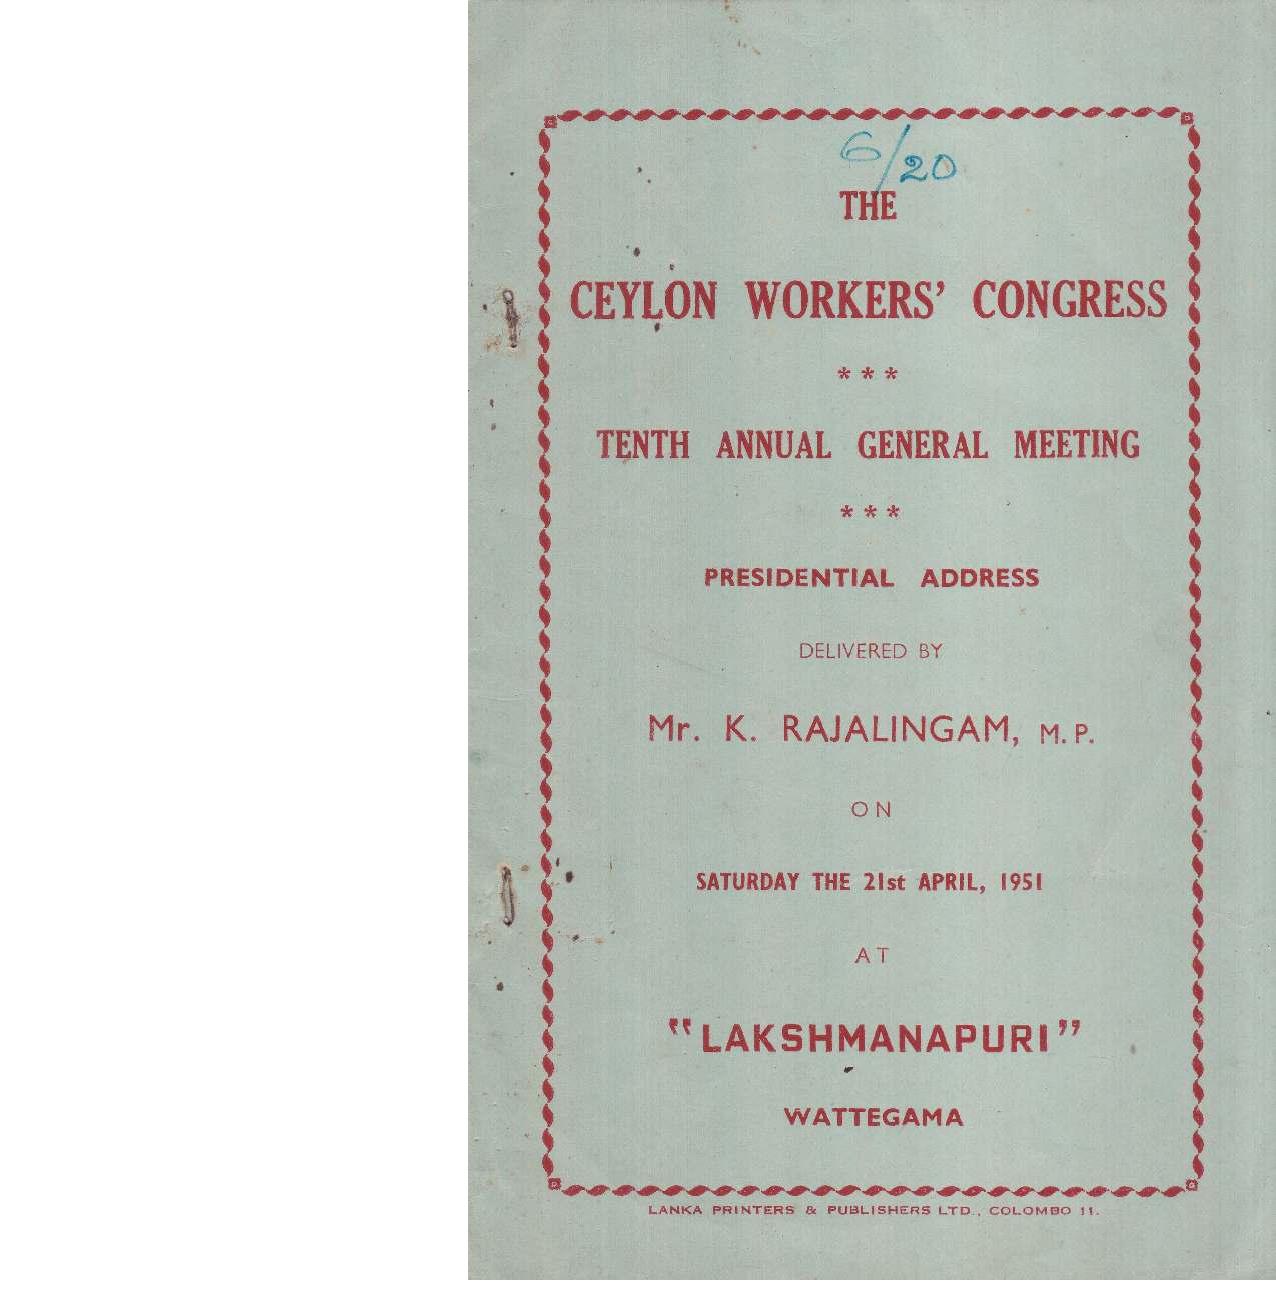 6/20
THE
CEYLON WORKERS' CONGRESS
* * *
TENTH ANNUAL GENERAL MEETING
* * *
PRESIDENTIAL ADDRESS
DELIVERED BY
Mr. K. RAJALINGAM, M. P.
ON
SATURDAY THE 21st APRIL, 1951
AT
"LAKSHMANAPURI"
WATTEGAMA
LANKA PRINTERS & PUBLISHERS LTD., COLOMBO 11.